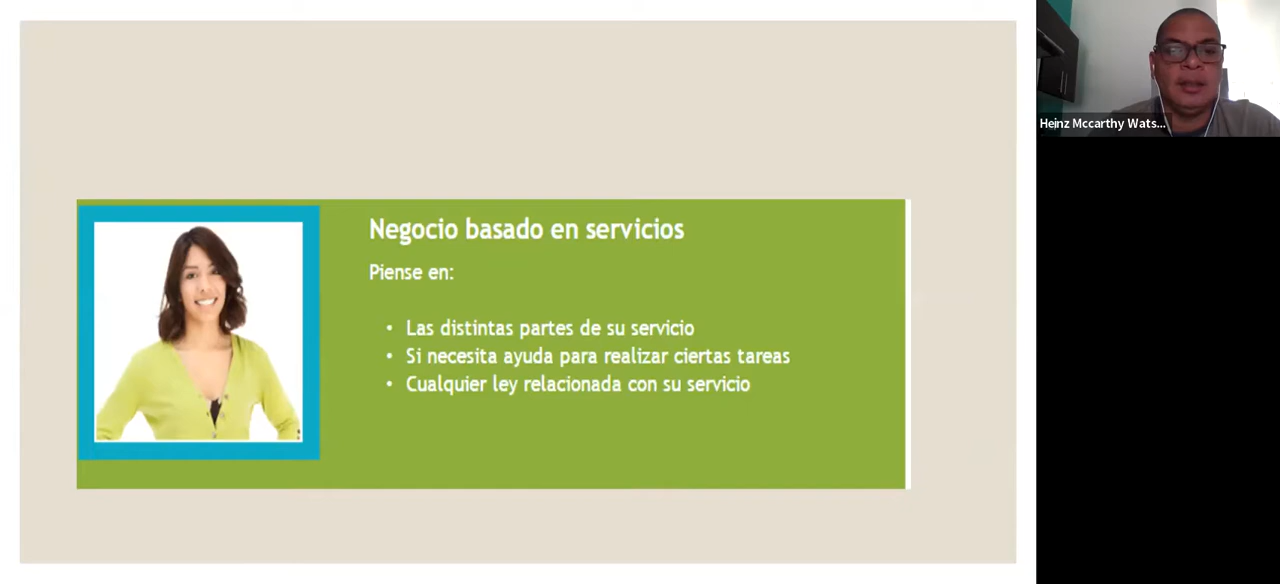 Negocio basado en servicios
Piense en:
• Las distintas partes de su servicio
• Si necesita ayuda para realizar ciertas tareas
• Cualquier ley relacionada con su servicio
Heinz Mccarthy Wats...